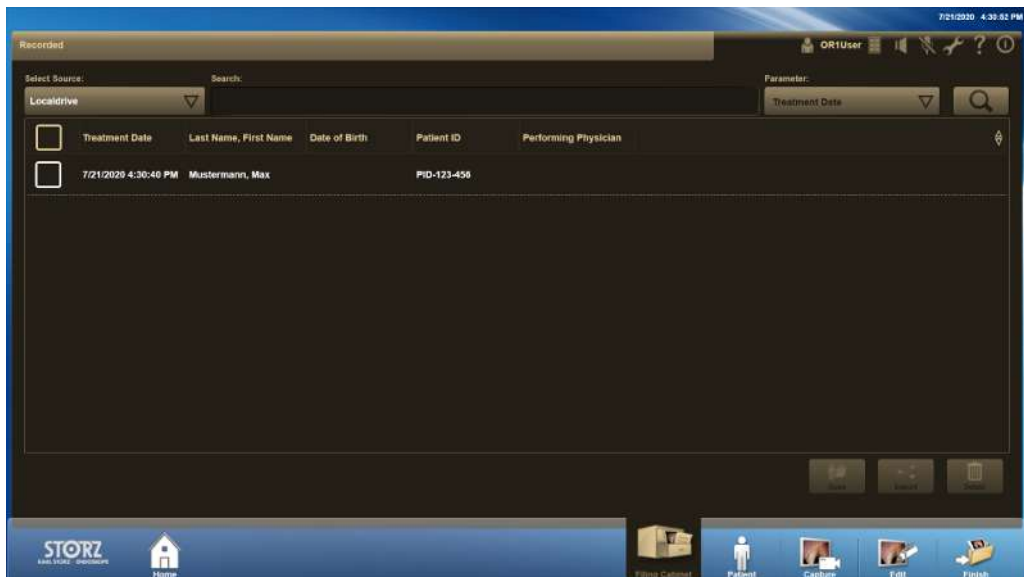 7/21/2020 4:30:52 PM
Recorded
OR1User
Select Source:
Search:
Parameter:
Localdrive
Treatment Date
Treatment Date Last Name, First Name Date of Birth Patient ID Performing Physician
7/21/2020 4:30:40 PM Mustermann, Max PID-123-456
STORZ
KARL STORZ - ENDOSKOPE
Home
Filing Cabinet
Patient
Capture
Edit
Finish